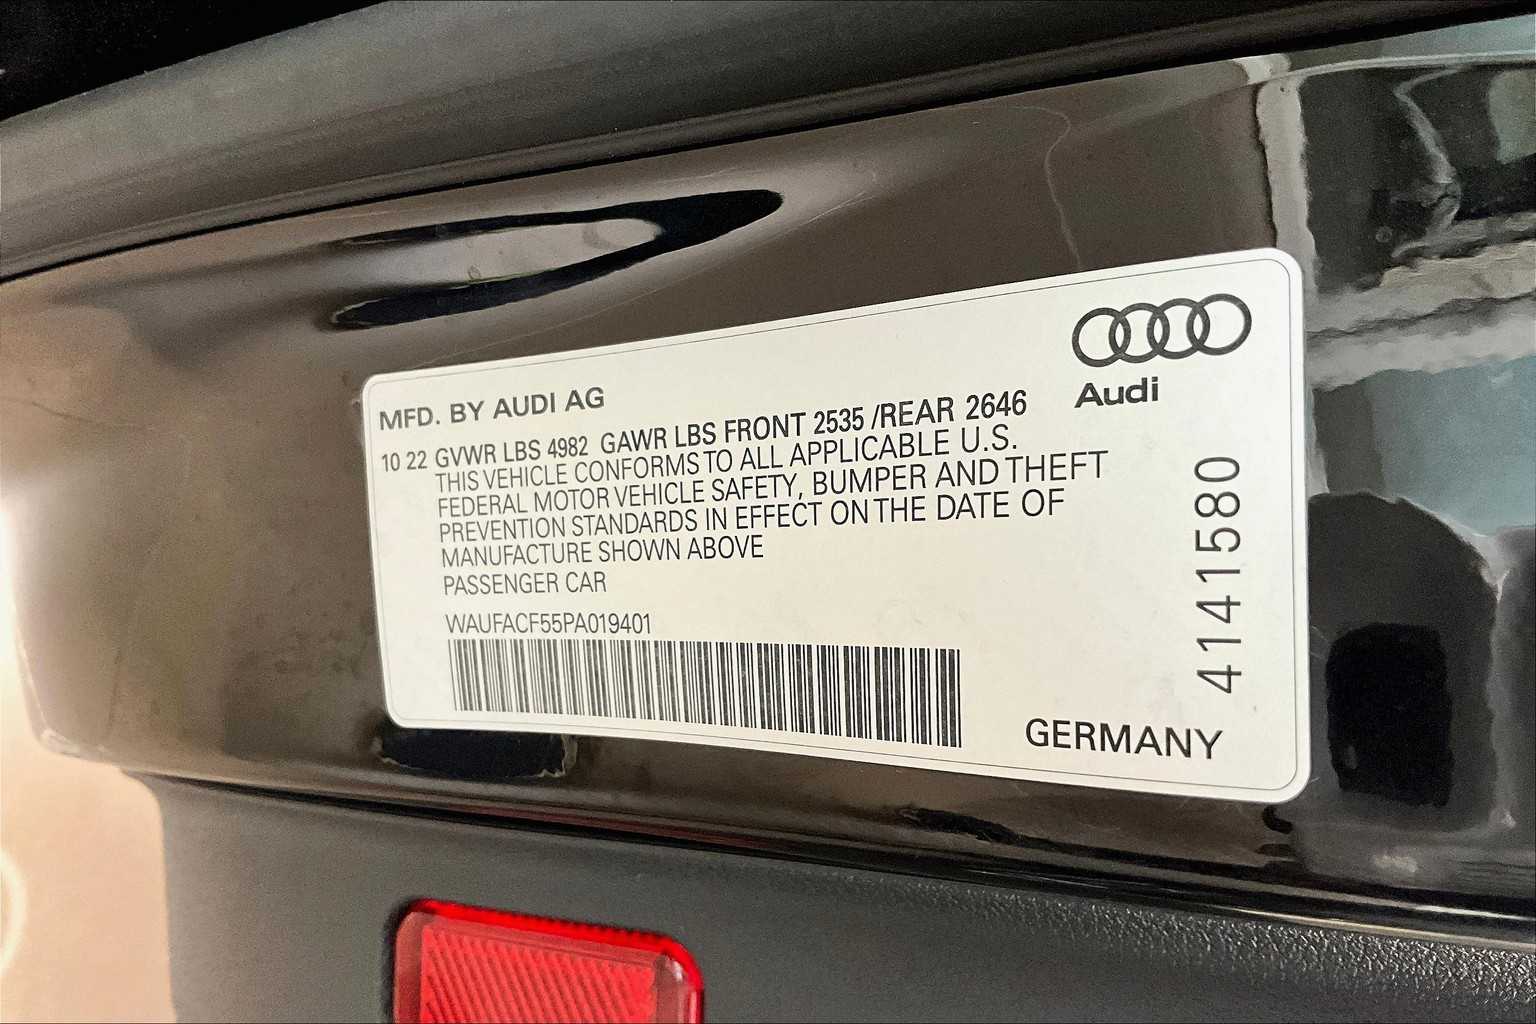 MFD. BY AUDI AG
Audi
10 22 GVWR LBS 4982 GAWR LBS FRONT 2535 /REAR 2646
THIS VEHICLE CONFORMS TO ALL APPLICABLE U.S.
FEDERAL MOTOR VEHICLE SAFETY, BUMPER AND THEFT
PREVENTION STANDARDS IN EFFECT ON THE DATE OF
MANUFACTURE SHOWN ABOVE
PASSENGER CAR
WAUFACF55PA019401
4141580
GERMANY